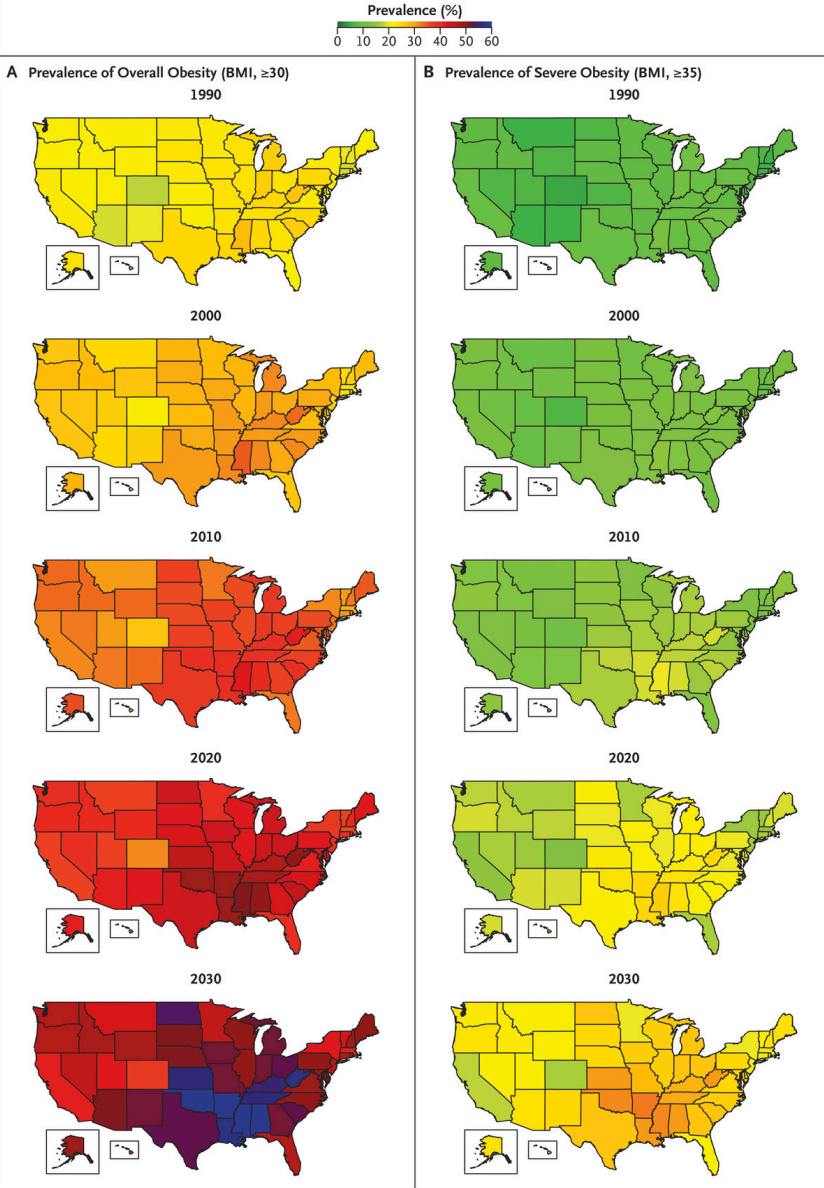 Prevalence (%)
0 10 20 30 40 50 60
A Prevalence of Overall Obesity (BMI, ≥30)
1990
2000
2010
2020
2030
B Prevalence of Severe Obesity (BMI, ≥35)
1990
2000
2010
2020
2030